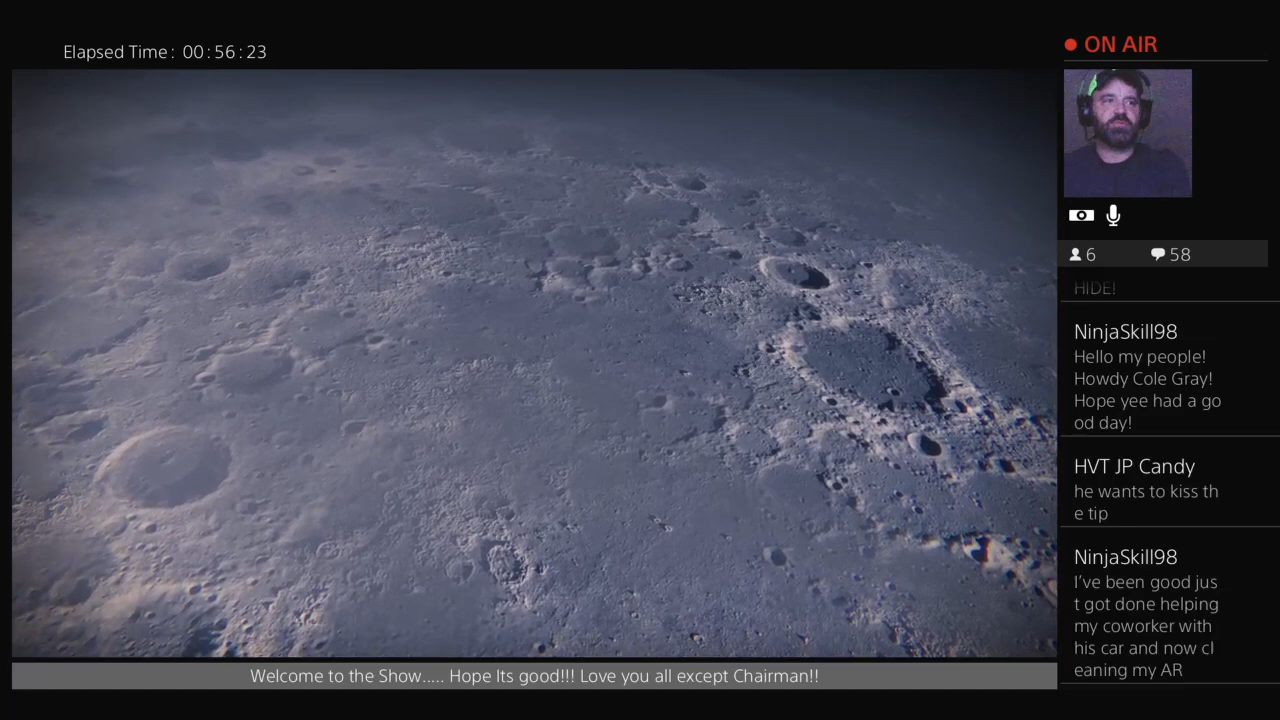 Elapsed Time: 00:56:23
ON AIR
6
58
HIDE!
NinjaSkill98
Hello my people!
Howdy Cole Gray!
Hope yee had a go
od day!
HVT JP Candy
he wants to kiss th
e tip
NinjaSkill98
I've been good jus
t got done helping
my coworker with
his car and now cl
eaning my AR
Welcome to the Show..... Hope Its good!!! Love you all except Chairman!!